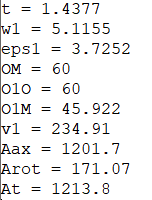 t = 1.4377
w1 = 5.1155
eps1 = 3.7252
OM = 60
O1O = 60
O1M = 45.922
v1 = 234.91
Aax = 1201.7
Arot = 171.07
At = 1213.8